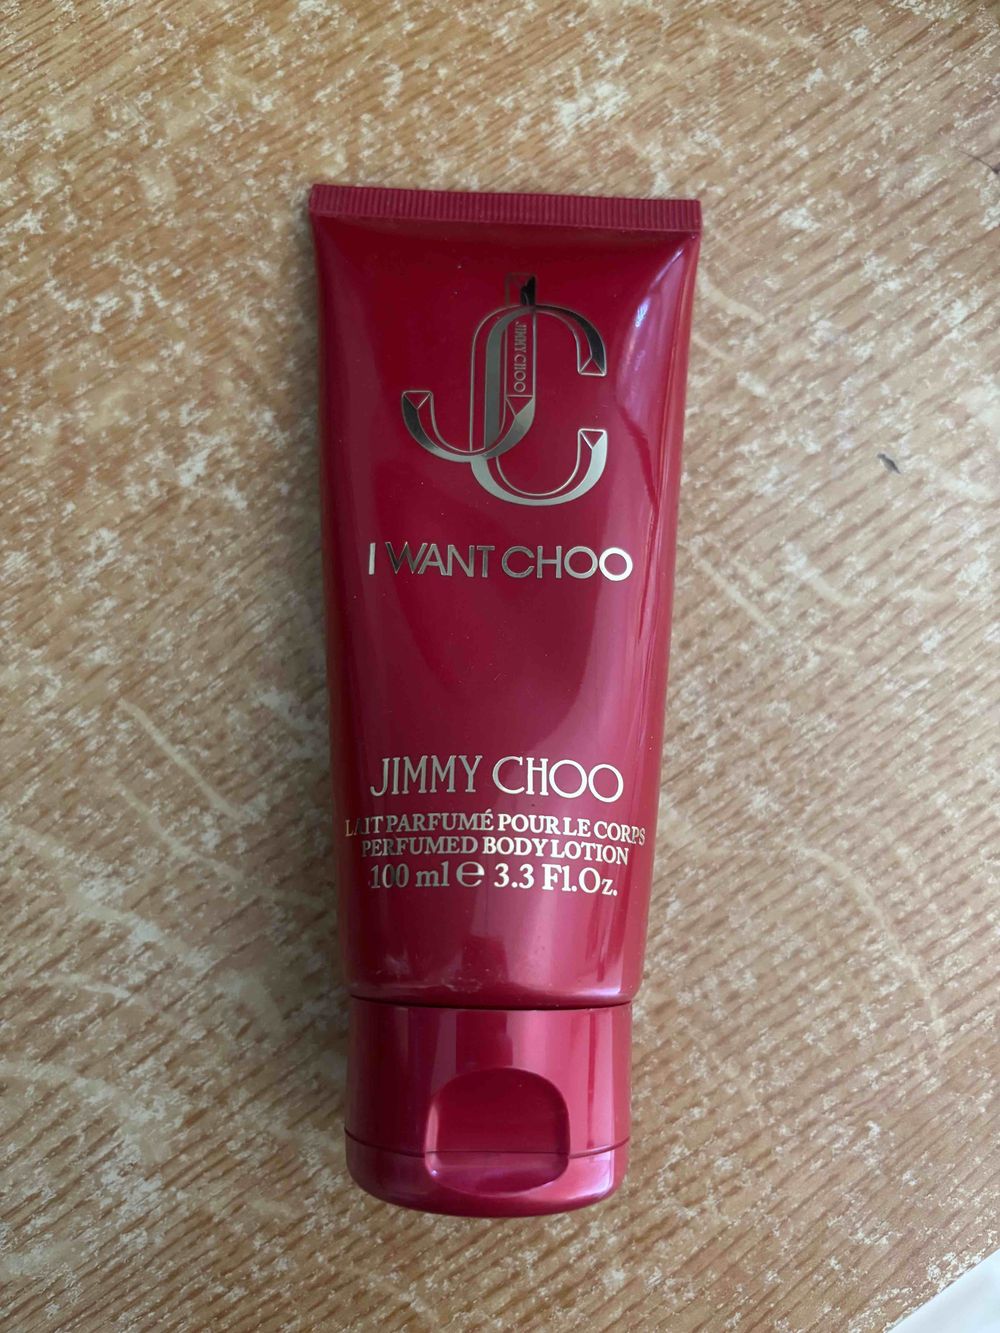 JC
JIMMY CHOO
I WANT CHOO
JIMMY CHOO
LAIT PARFUMÉ POUR LE CORPS
PERFUMED BODY LOTION
100 ml e 3.3 Fl.Oz.